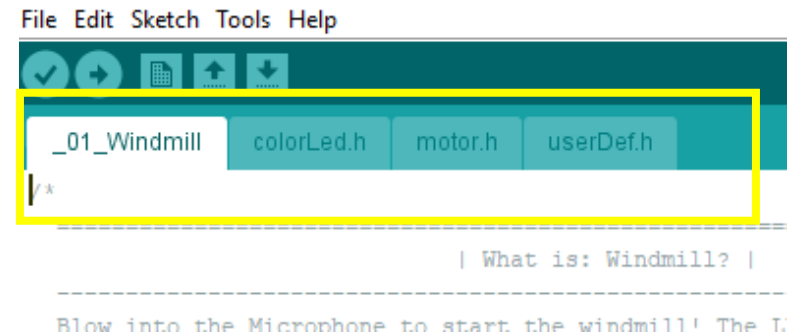 File Edit Sketch Tools Help
_01_Windmill colorLed.h motor.h userDef.h
/*
================================================
| What is: Windmill? |
------------------------------------------------
Blow into the Microphone to start the windmill! The